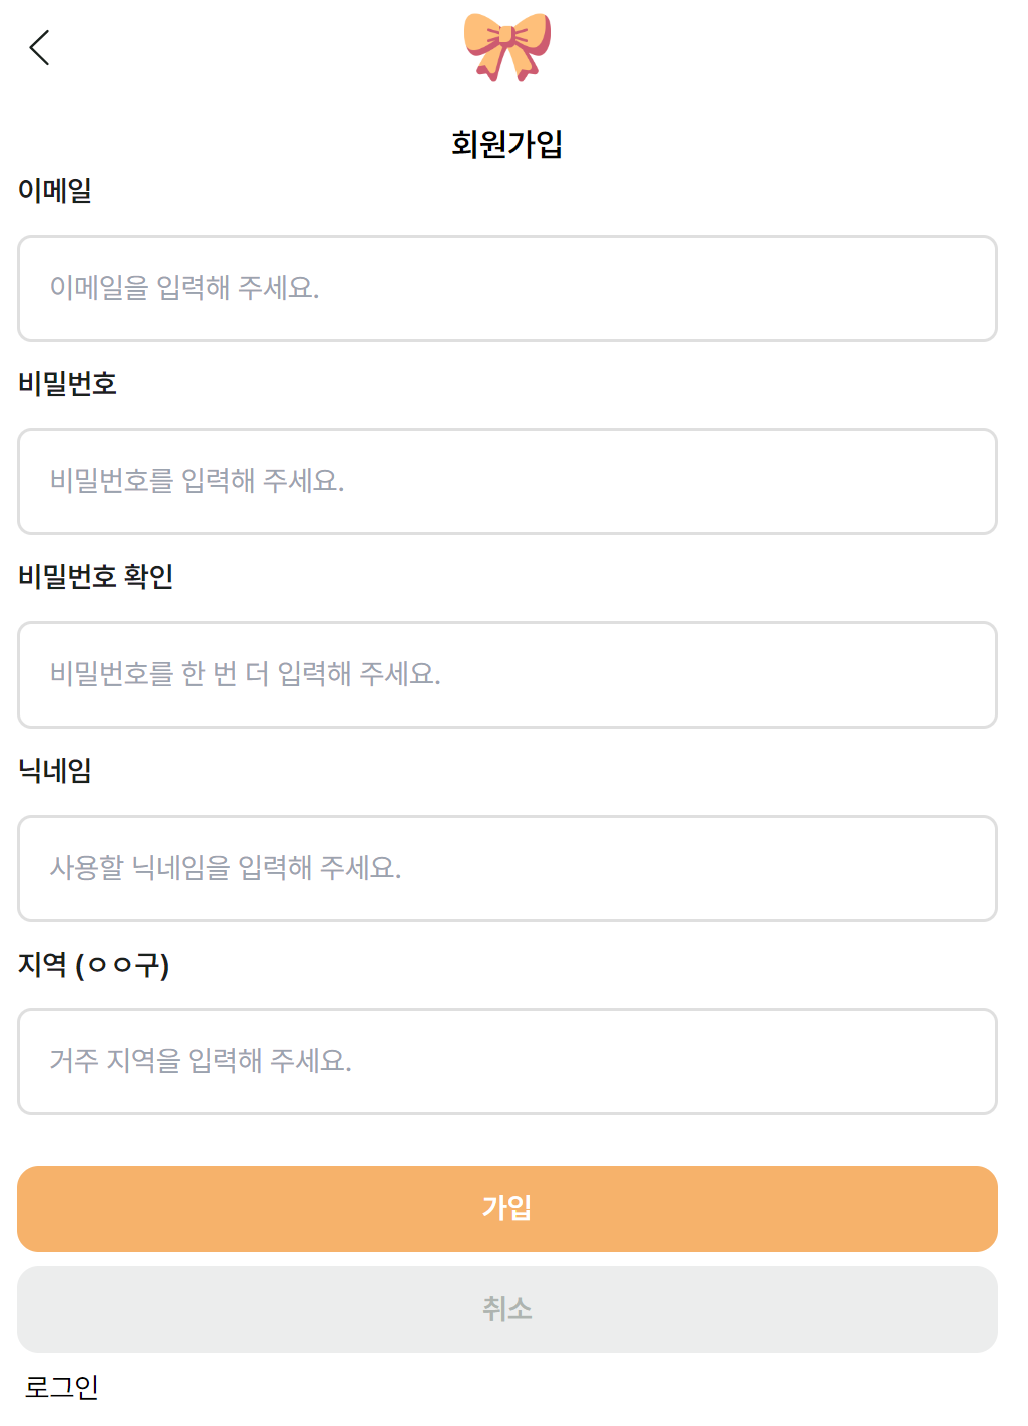 회원가입
이메일
이메일을 입력해 주세요.
비밀번호
비밀번호를 입력해 주세요.
비밀번호 확인
비밀번호를 한 번 더 입력해 주세요.
닉네임
사용할 닉네임을 입력해 주세요.
지역 (ㅇㅇ구)
거주 지역을 입력해 주세요.
가입
취소
로그인